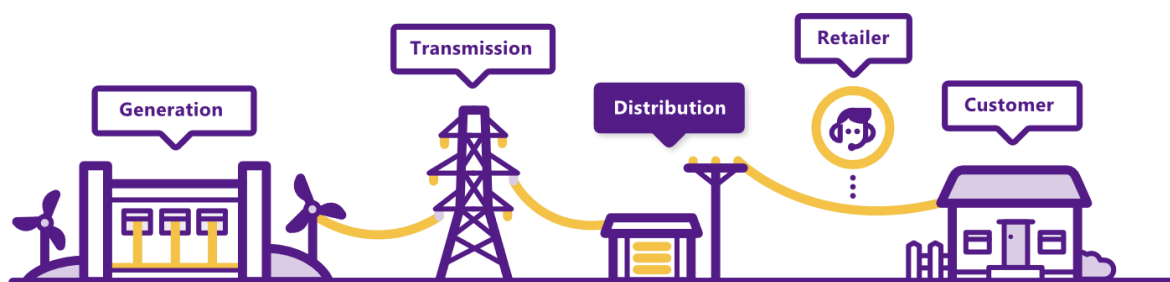 Generation
Transmission
Distribution
Retailer
Customer